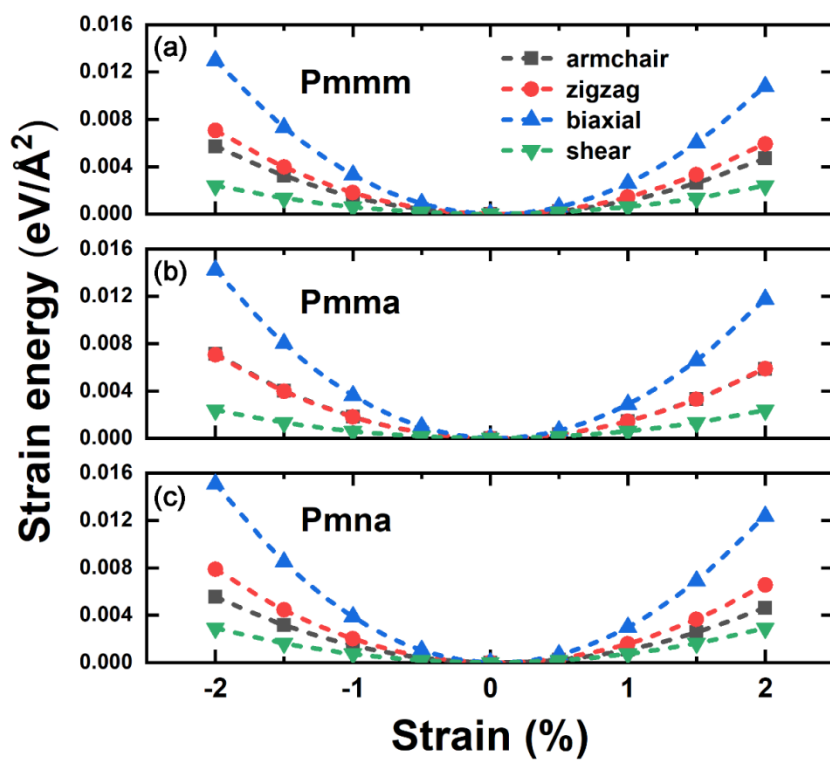 Strain energy (eV/Å²)
0.016
(a)
Pmmm
armchair
zigzag
biaxial
shear
0.012
0.008
0.004
0.000
0.016
(b)
Pmma
0.012
0.008
0.004
0.000
0.016
(c)
Pmna
0.012
0.008
0.004
0.000
-2 -1 0 1 2
Strain (%)